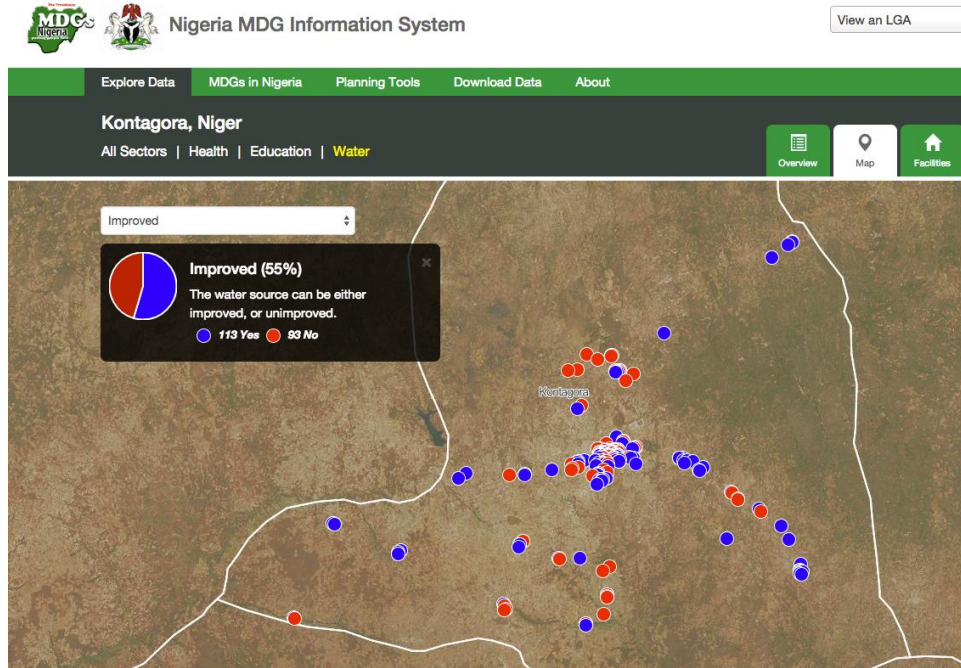 The Presidency
MDGs
Nigeria
Nigeria MDG Information System
View an LGA
Explore Data MDGs in Nigeria Planning Tools Download Data About
Kontagora, Niger
All Sectors | Health | Education | Water
Overview Map Facilities
Improved
Improved (55%)
The water source can be either
improved, or unimproved.
113 Yes 93 No
Kontagora